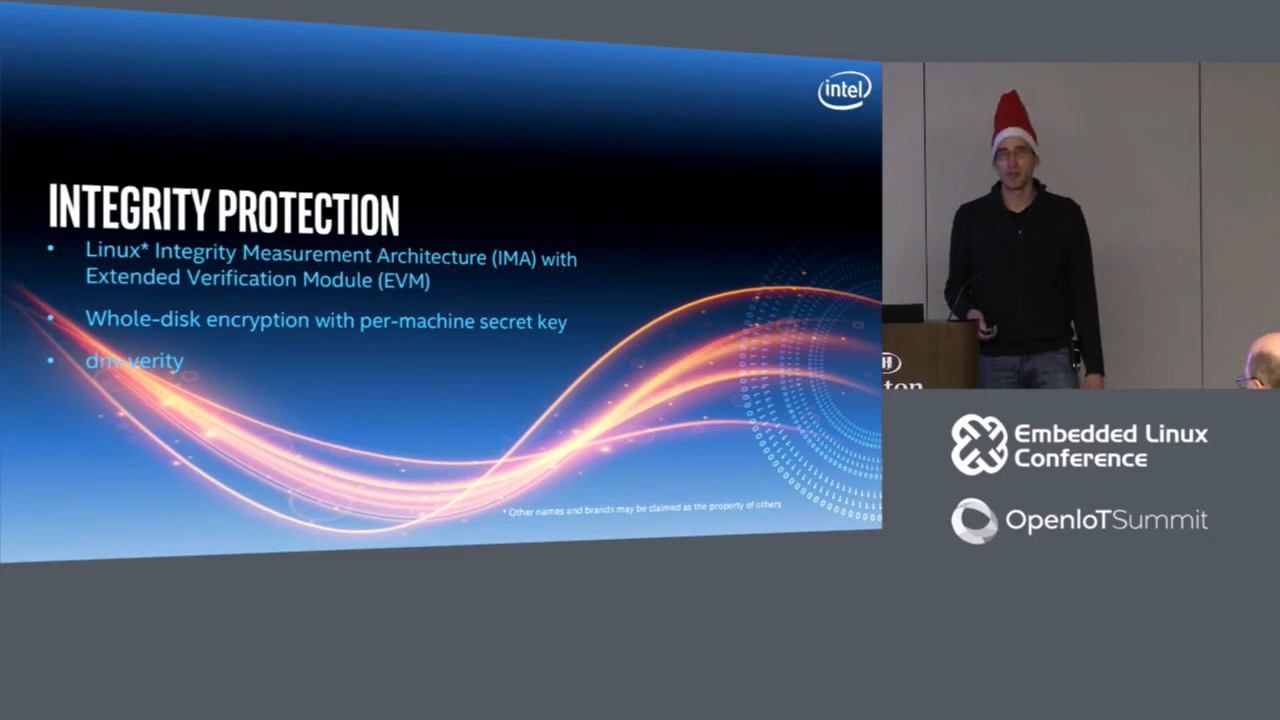 intel
INTEGRITY PROTECTION
• Linux* Integrity Measurement Architecture (IMA) with
Extended Verification Module (EVM)
• Whole-disk encryption with per-machine secret key
• dm-verity
* Other names and brands may be claimed as the property of others
H
ton
Embedded Linux
Conference
OpenIoTSummit